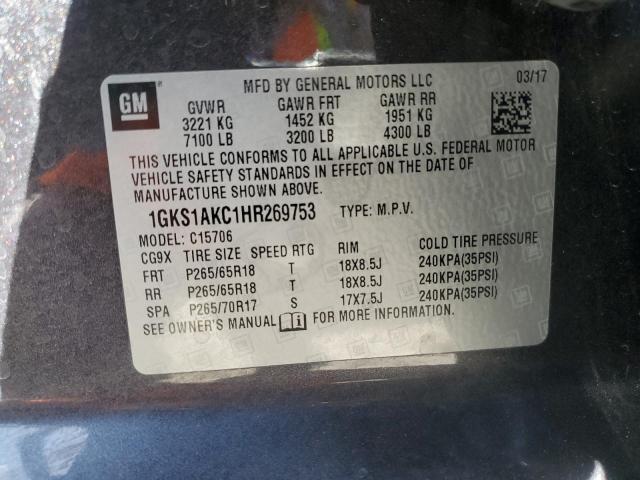 MFD BY GENERAL MOTORS LLC 03/17
GM
GVWR GAWR FRT GAWR RR
3221 KG 1452 KG 1951 KG
7100 LB 3200 LB 4300 LB
THIS VEHICLE CONFORMS TO ALL APPLICABLE U.S. FEDERAL MOTOR
VEHICLE SAFETY STANDARDS IN EFFECT ON THE DATE OF
MANUFACTURE SHOWN ABOVE.
1GKS1AKC1HR269753 TYPE: M.P.V.
MODEL: C15706
CG9X TIRE SIZE SPEED RTG RIM COLD TIRE PRESSURE
FRT P265/65R18 T 18X8.5J 240KPA(35PSI)
RR P265/65R18 T 18X8.5J 240KPA(35PSI)
SPA P265/70R17 S 17X7.5J 240KPA(35PSI)
SEE OWNER'S MANUAL FOR MORE INFORMATION.